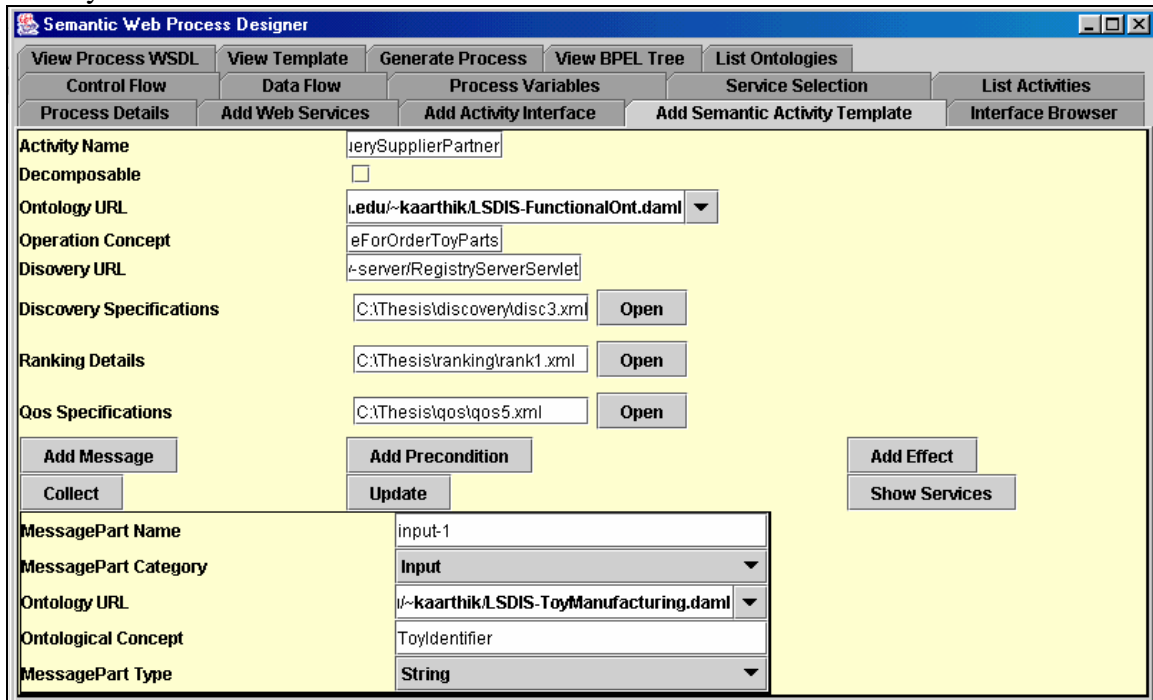 Semantic Web Process Designer
View Process WSDL View Template Generate Process View BPEL Tree List Ontologies
Control Flow Data Flow Process Variables Service Selection List Activities
Process Details Add Web Services Add Activity Interface Add Semantic Activity Template Interface Browser
Activity Name uerySupplierPartner
Decomposable
Ontology URL .edu/~kaarthik/LSDIS-FunctionalOnt.daml
Operation Concept eForOrderToyParts
Disovery URL -server/RegistryServerServlet
Discovery Specifications C:\Thesis\discovery\disc3.xml Open
Ranking Details C:\Thesis\ranking\rank1.xml Open
Qos Specifications C:\Thesis\qos\qos5.xml Open
Add Message Add Precondition Add Effect
Collect Update Show Services
MessagePart Name input-1
MessagePart Category Input
Ontology URL /~kaarthik/LSDIS-ToyManufacturing.daml
Ontological Concept ToyIdentifier
MessagePart Type String